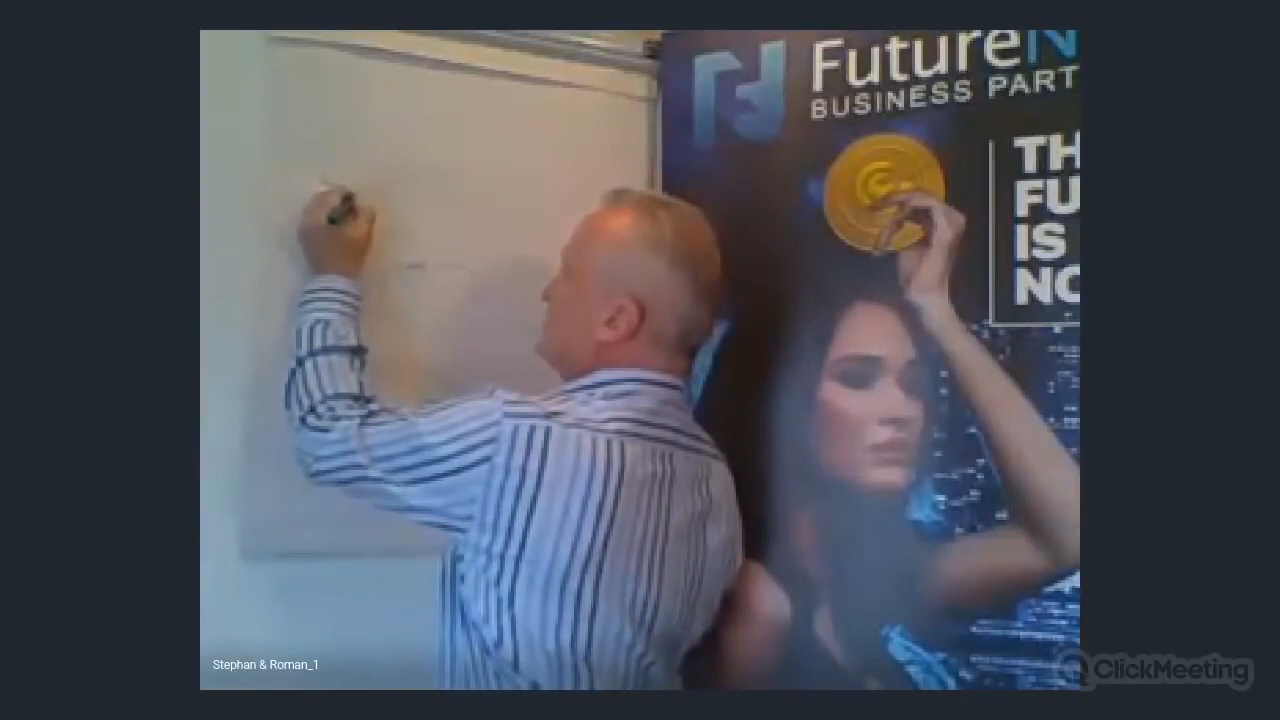 FutureN
BUSINESS PART
TH
FU
IS
NO
Stephan & Roman_1
ClickMeeting